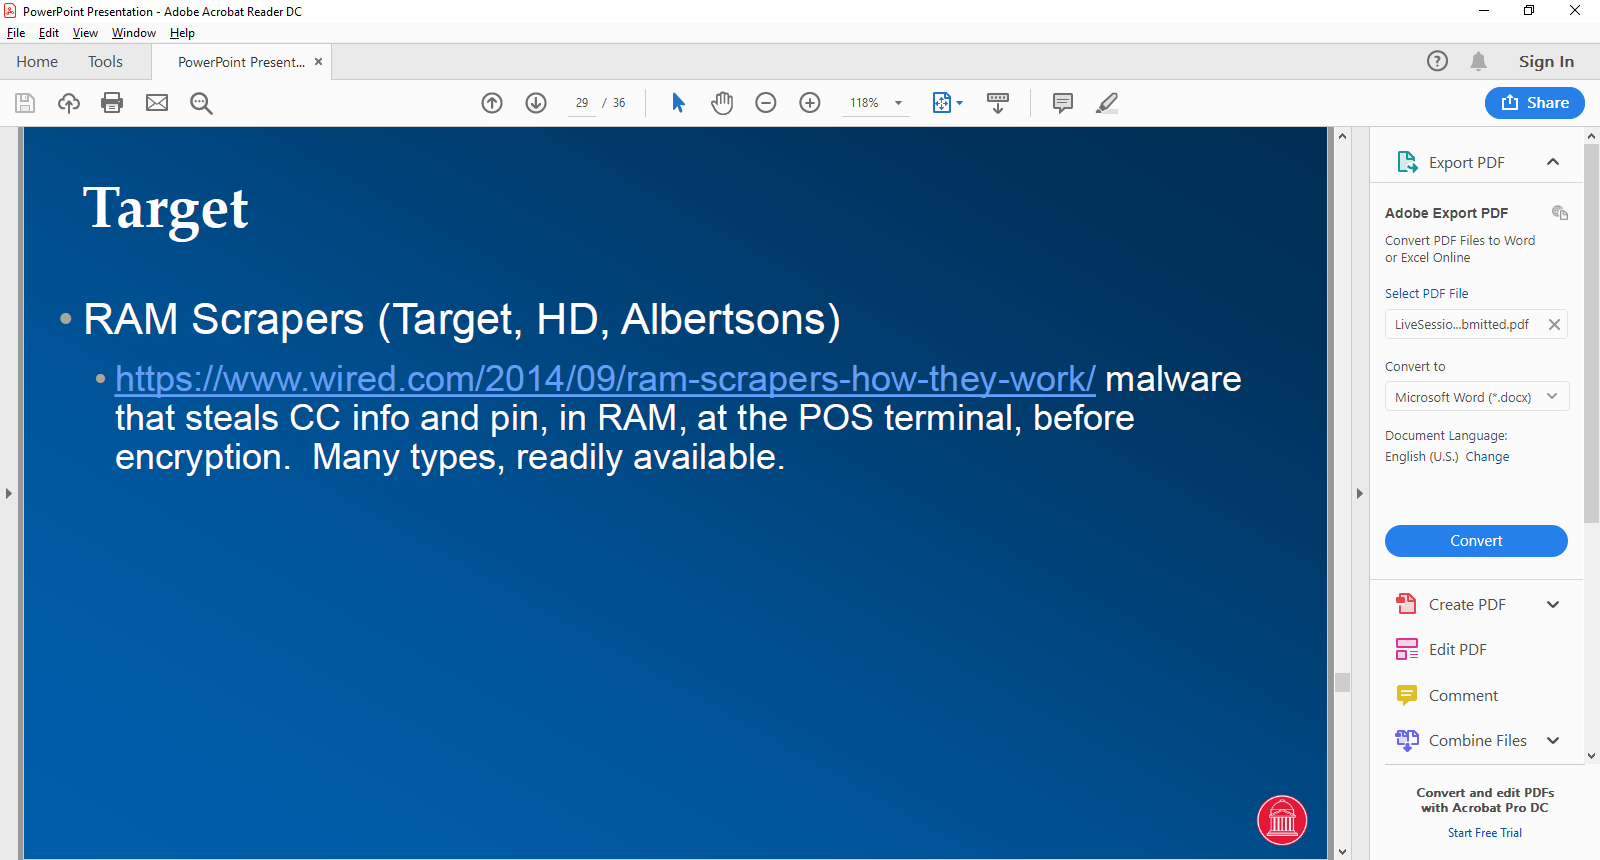 PowerPoint Presentation - Adobe Acrobat Reader DC
File Edit View Window Help
Home Tools PowerPoint Present... × Sign In
29 / 36 118% Share
Target
• RAM Scrapers (Target, HD, Albertsons)
• https://www.wired.com/2014/09/ram-scrapers-how-they-work/ malware
that steals CC info and pin, in RAM, at the POS terminal, before
encryption.  Many types, readily available.
Export PDF
Adobe Export PDF
Convert PDF Files to Word
or Excel Online
Select PDF File
LiveSessio...bmitted.pdf
Convert to
Microsoft Word (*.docx)
Document Language:
English (U.S.) Change
Convert
Create PDF
Edit PDF
Comment
Combine Files
Convert and edit PDFs
with Acrobat Pro DC
Start Free Trial